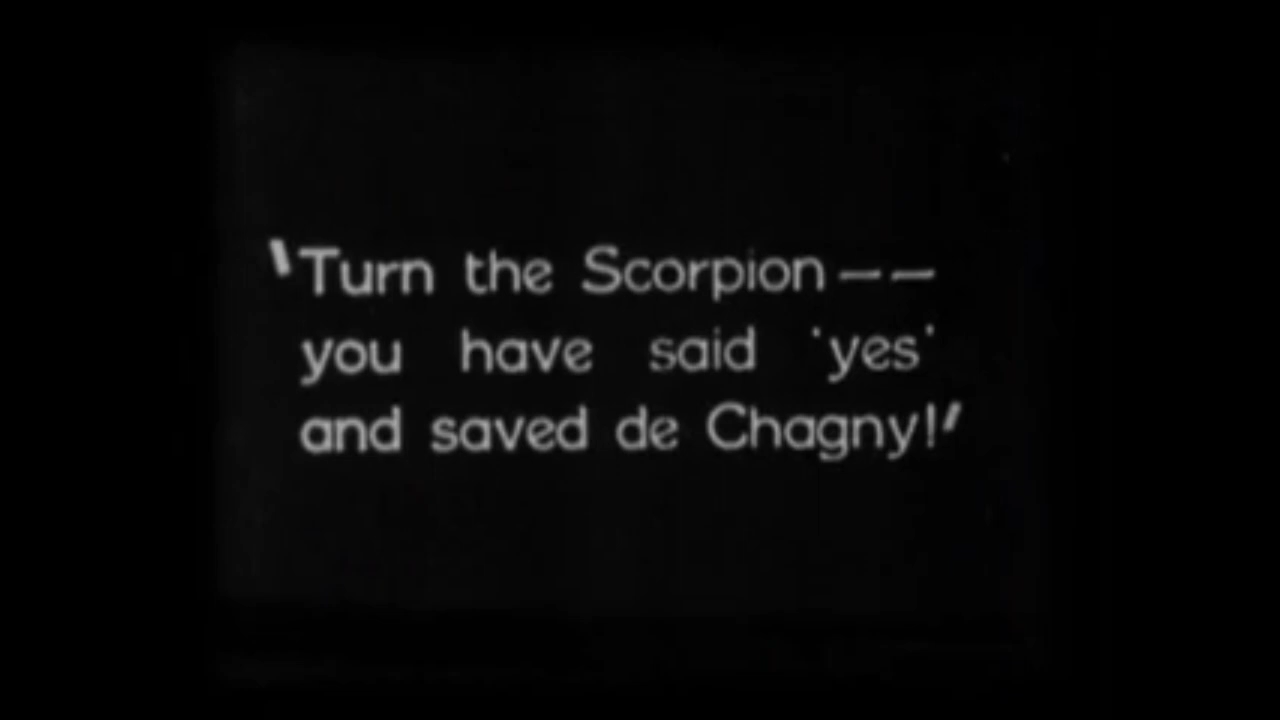 "Turn the Scorpion——
you have said 'yes'
and saved de Chagny!"